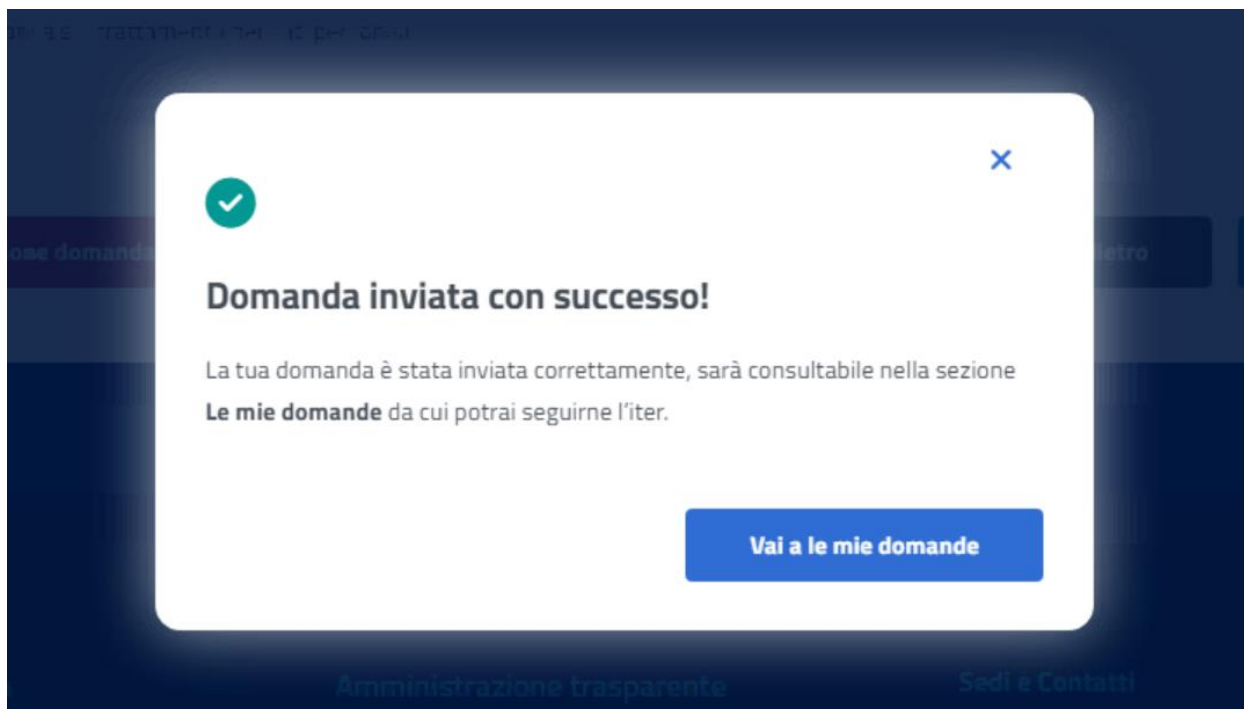 Domanda inviata con successo!
La tua domanda è stata inviata correttamente, sarà consultabile nella sezione
Le mie domande da cui potrai seguirne l'iter.
Vai a le mie domande
Amministrazione trasparente
Sedi e Contatti